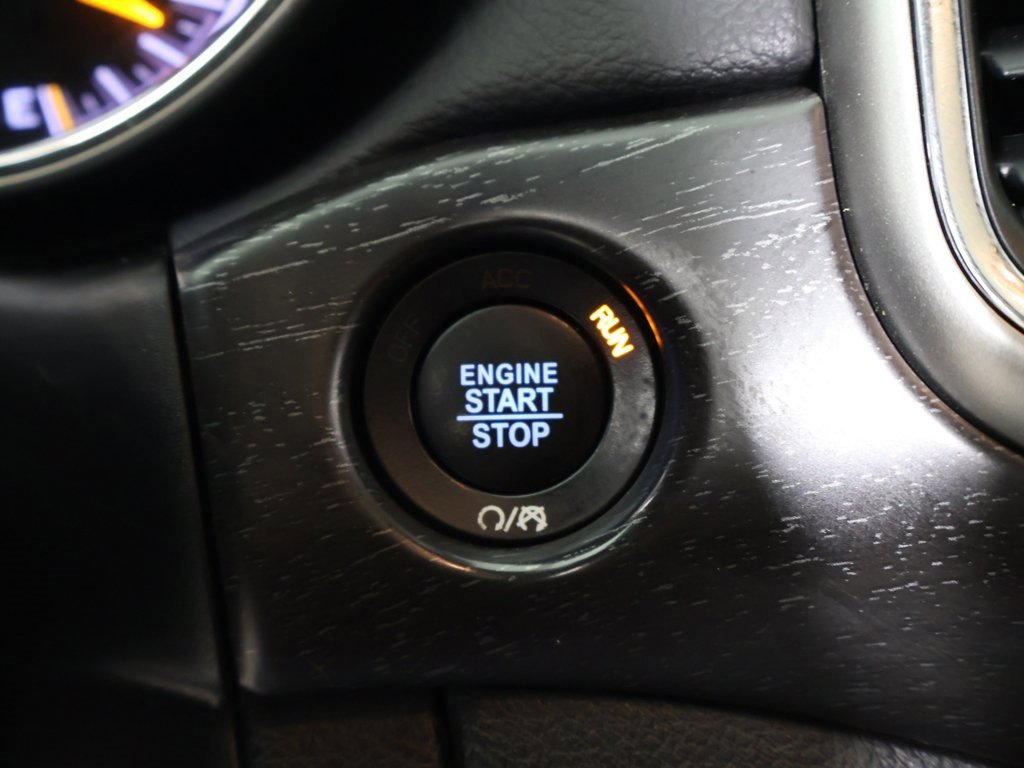 ACC
OFF
RUN
ENGINE
START
STOP